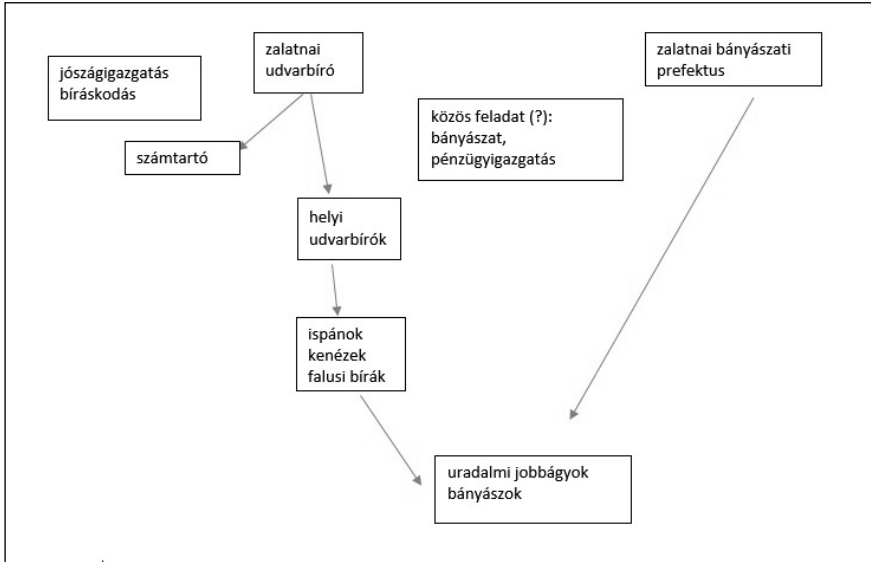 jószágigazgatás
bíráskodás
zalatnai
udvarbíró
zalatnai bányászati
prefektus
közös feladat (?):
bányászat,
pénzügyigazgatás
számtartó
helyi
udvarbírók
ispánok
kenézek
falusi bírák
uradalmi jobbágyok
bányászok